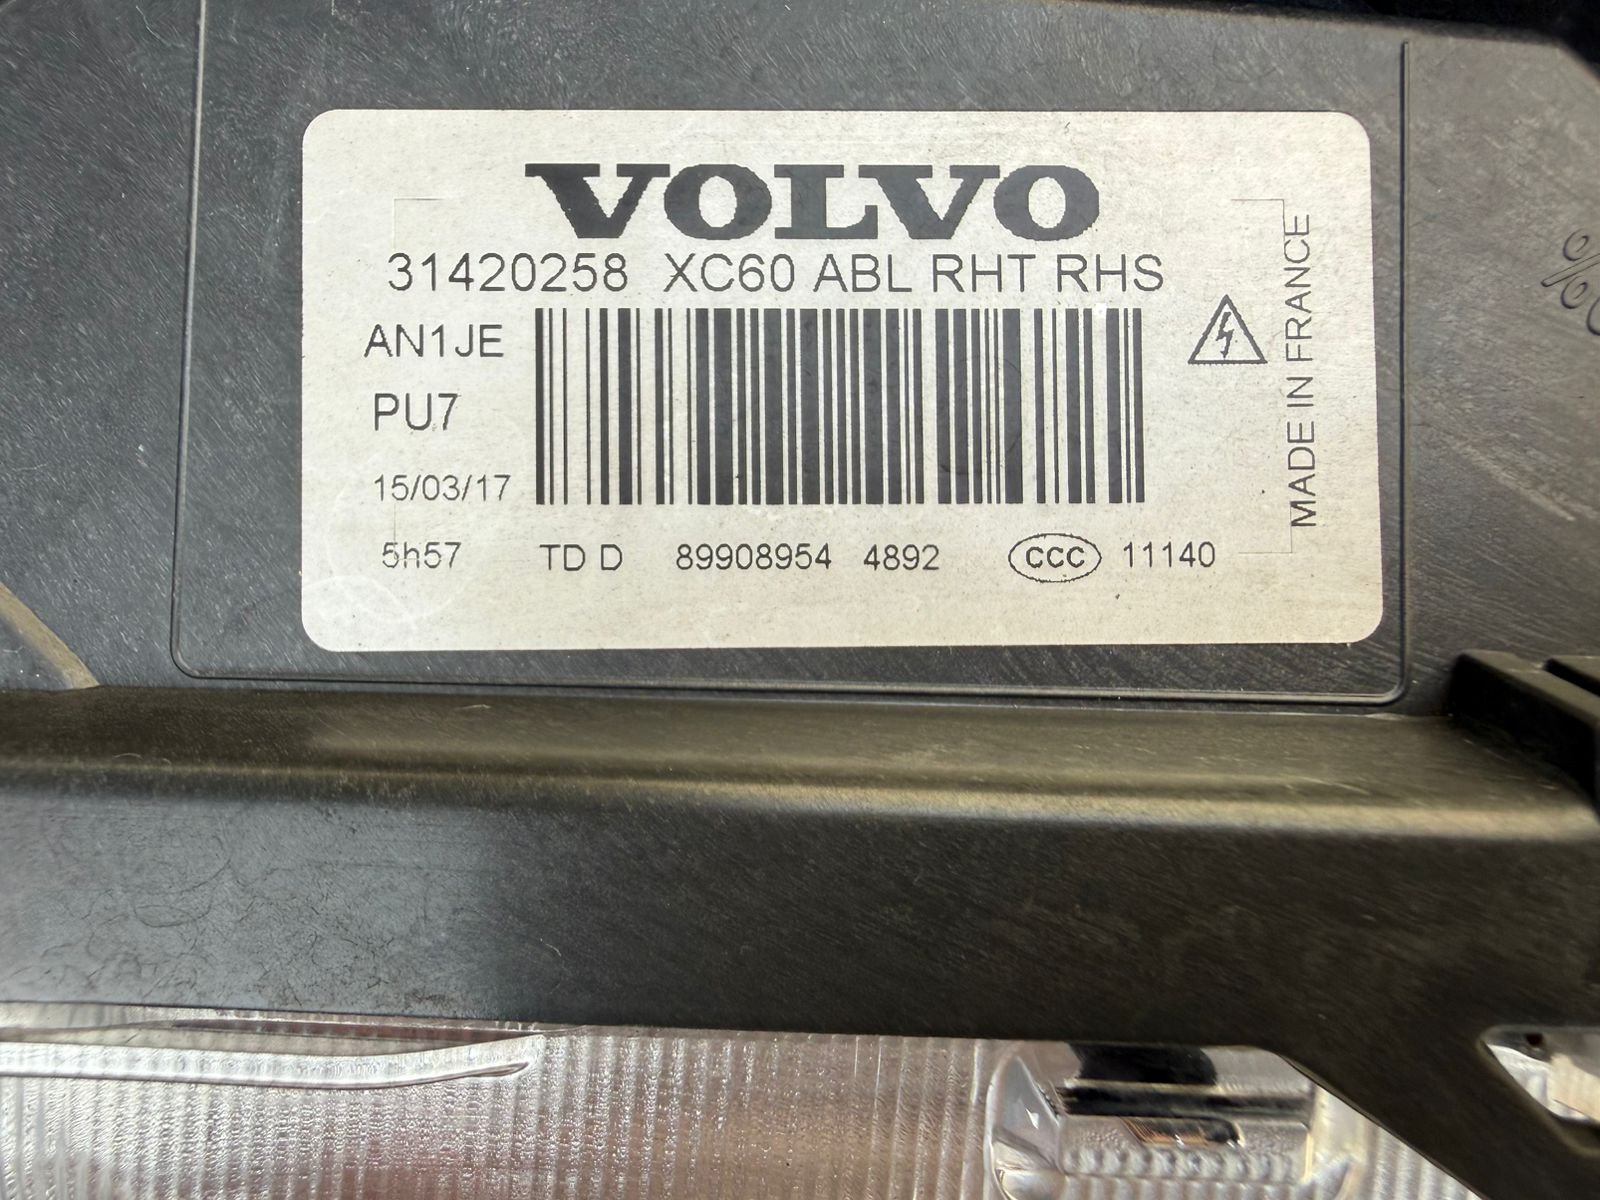 VOLVO
31420258 XC60 ABL RHT RHS
AN1JE
PU7
15/03/17
5h57 TD D 89908954 4892 CCC 11140
MADE IN FRANCE